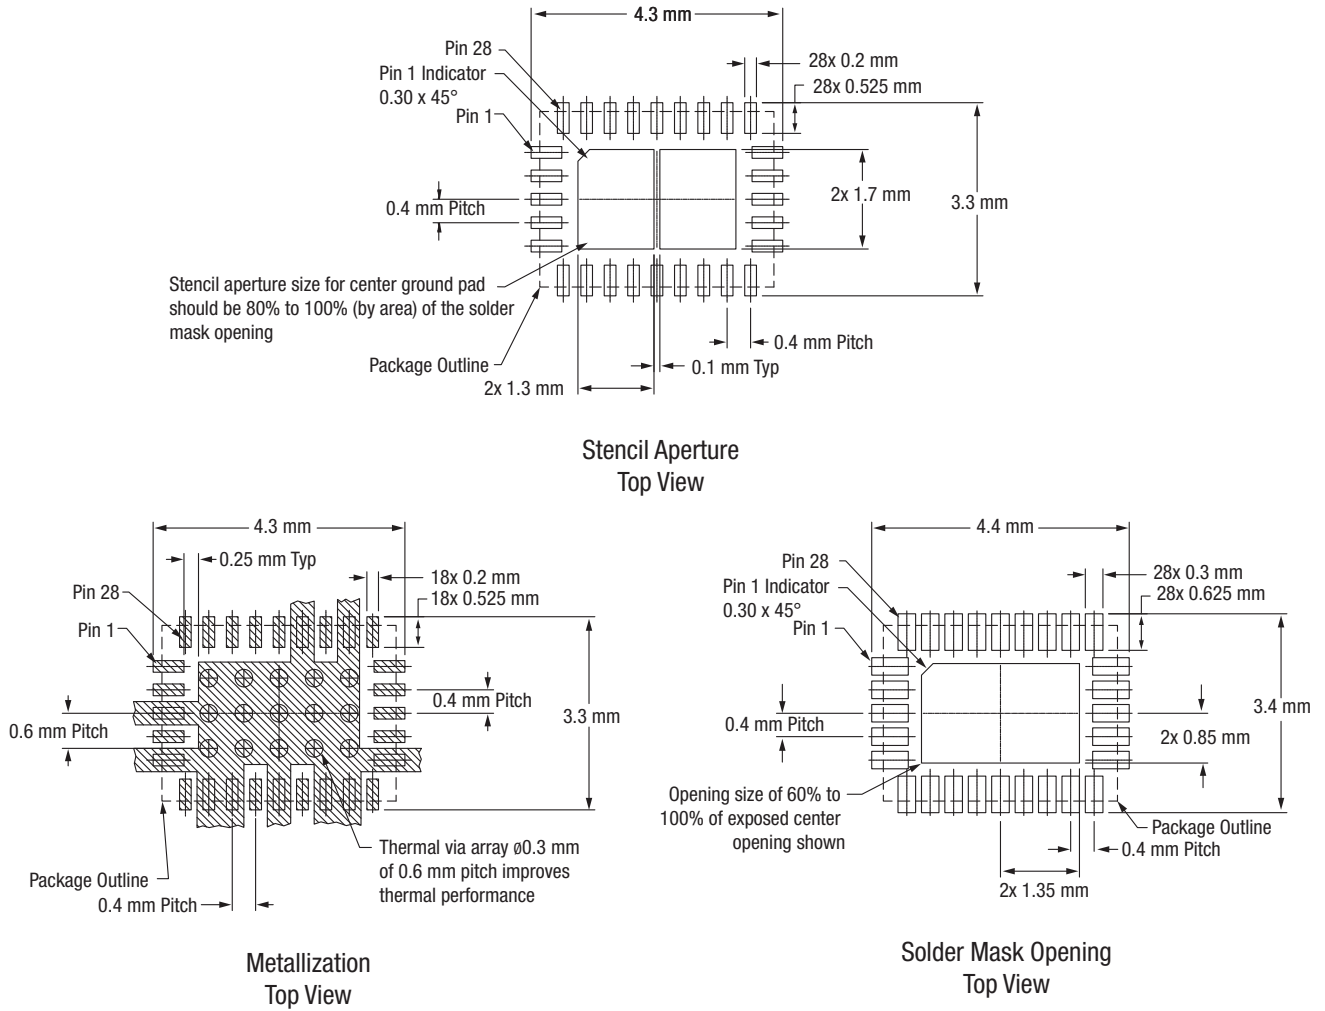 4.3 mm
Pin 28
Pin 1 Indicator
0.30 x 45°
Pin 1
28x 0.2 mm
28x 0.525 mm
0.4 mm Pitch
2x 1.7 mm
3.3 mm
Stencil aperture size for center ground pad
should be 80% to 100% (by area) of the solder
mask opening
Package Outline
2x 1.3 mm
0.1 mm Typ
0.4 mm Pitch
Stencil Aperture
Top View
4.3 mm
0.25 mm Typ
Pin 28
Pin 1
18x 0.2 mm
18x 0.525 mm
0.4 mm Pitch
0.6 mm Pitch
3.3 mm
Thermal via array ø0.3 mm
of 0.6 mm pitch improves
thermal performance
Package Outline
0.4 mm Pitch
Metallization
Top View
4.4 mm
Pin 28
Pin 1 Indicator
0.30 x 45°
Pin 1
28x 0.3 mm
28x 0.625 mm
0.4 mm Pitch
3.4 mm
2x 0.85 mm
Opening size of 60% to
100% of exposed center
opening shown
Package Outline
0.4 mm Pitch
2x 1.35 mm
Solder Mask Opening
Top View